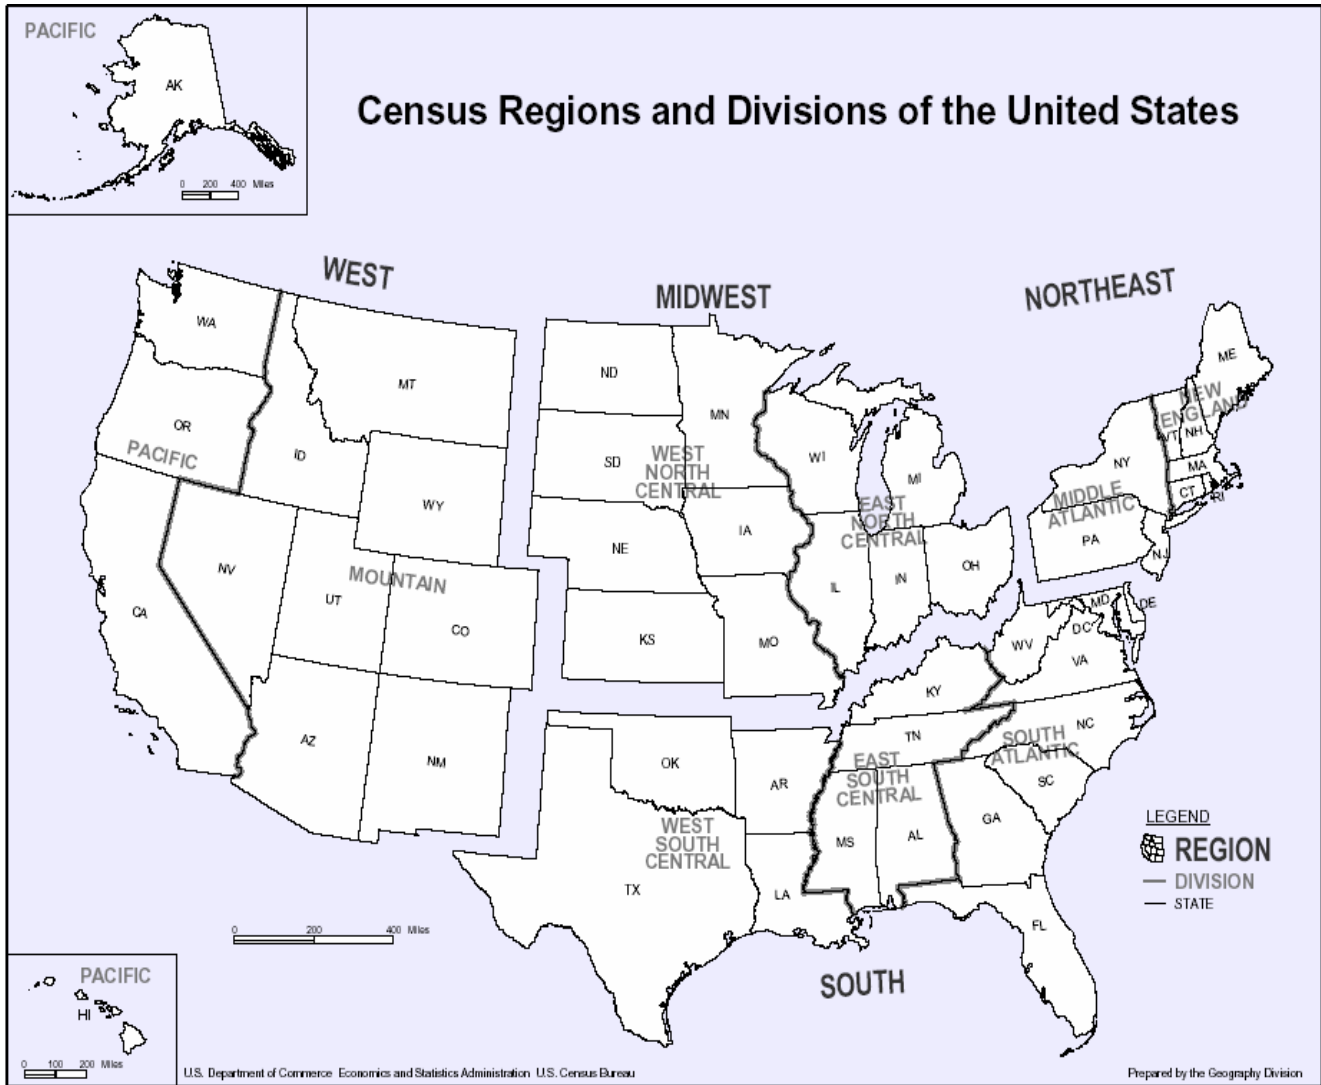 PACIFIC
AK
0 200 400 Miles
Census Regions and Divisions of the United States
WEST
MIDWEST
NORTHEAST
WA
MT
ND
MN
ME
OR
PACIFIC
ID
SD
WEST
NORTH
CENTRAL
WI
MI
NEW
ENGLAND
VT
NH
NY
MA
CT
RI
WY
IA
NE
EAST
NORTH
CENTRAL
MIDDLE
ATLANTIC
PA
NJ
NV
MOUNTAIN
UT
CO
CA
KS
MO
IL
IN
OH
MD
DE
DC
WV
VA
KY
AZ
NM
OK
AR
TN
NC
SOUTH
ATLANTIC
SC
EAST
SOUTH
CENTRAL
MS
AL
GA
WEST
SOUTH
CENTRAL
TX
LA
FL
SOUTH
LEGEND
REGION
DIVISION
STATE
0 200 400 Miles
PACIFIC
HI
0 100 200 Miles
U.S. Department of Commerce Economics and Statistics Administration U.S. Census Bureau
Prepared by the Geography Division